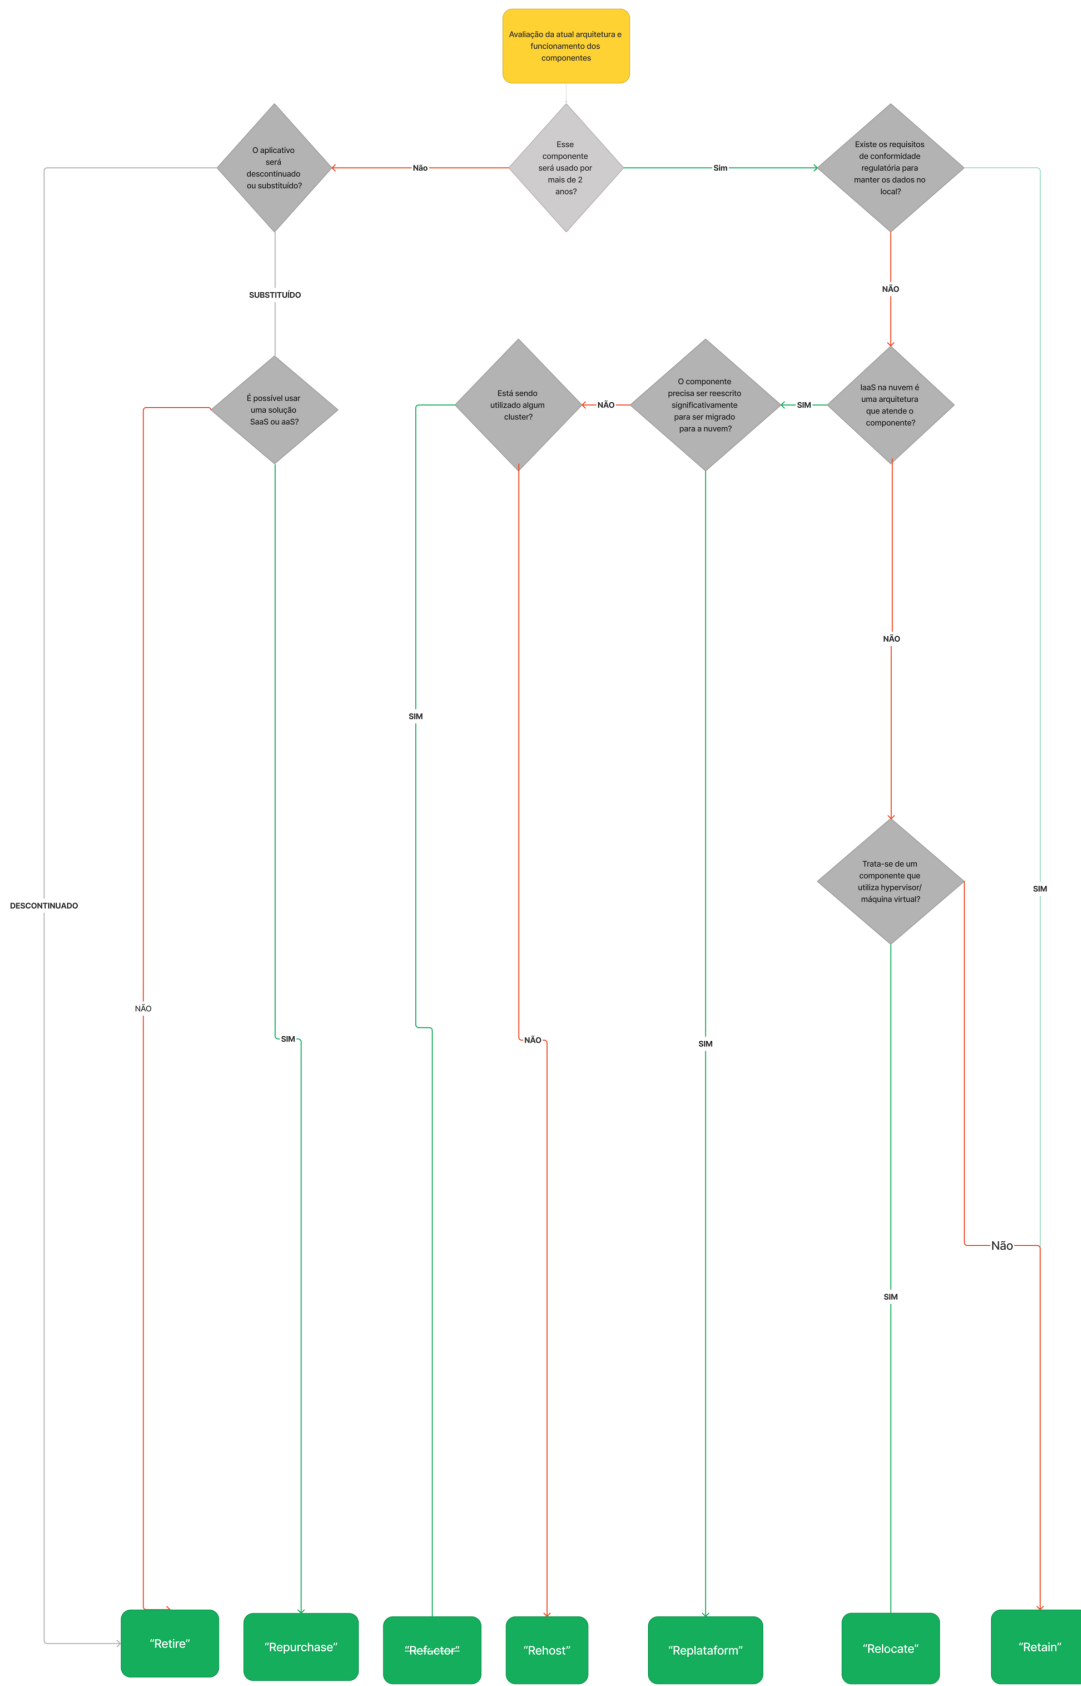 Avaliação da atual arquitetura e
funcionamento dos
componentes
O aplicativo
será
descontinuado
ou substituído?
Não
Esse
componente
será usado por
mais de 2
anos?
Sim
Existe os requisitos
de conformidade
regulatória para
manter os dados no
local?
SUBSTITUÍDO
NÃO
É possível usar
uma solução
SaaS ou aaS?
Está sendo
utilizado algum
cluster?
NÃO
O componente
precisa ser reescrito
significativamente
para ser migrado
para a nuvem?
SIM
IaaS na nuvem é
uma arquitetura
que atende o
componente?
NÃO
SIM
Trata-se de um
componente que
utiliza hypervisor/
máquina virtual?
SIM
DESCONTINUADO
NÃO
SIM
NÃO
SIM
Não
SIM
“Retire”
“Repurchase”
“Refactor”
“Rehost”
“Replataform”
“Relocate”
“Retain”